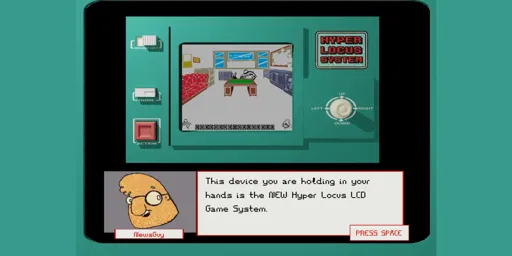 HYPER
LOCUS
SYSTEM
UP
LEFT
RIGHT
DOWN
ACTION
This device you are holding in your
hands is the NEW Hyper Locus LCD
Game System.
NewsGuy
PRESS SPACE